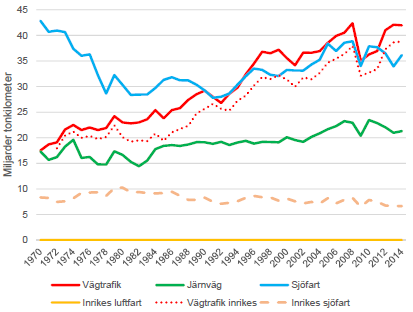 Miljarder tonkilometer
45
40
35
30
25
20
15
10
5
0
1970 1972 1974 1976 1978 1980 1982 1984 1986 1988 1990 1992 1994 1996 1998 2000 2002 2004 2006 2008 2010 2012 2014
Vägtrafik Järnväg Sjöfart
Inrikes luftfart Vägtrafik inrikes Inrikes sjöfart